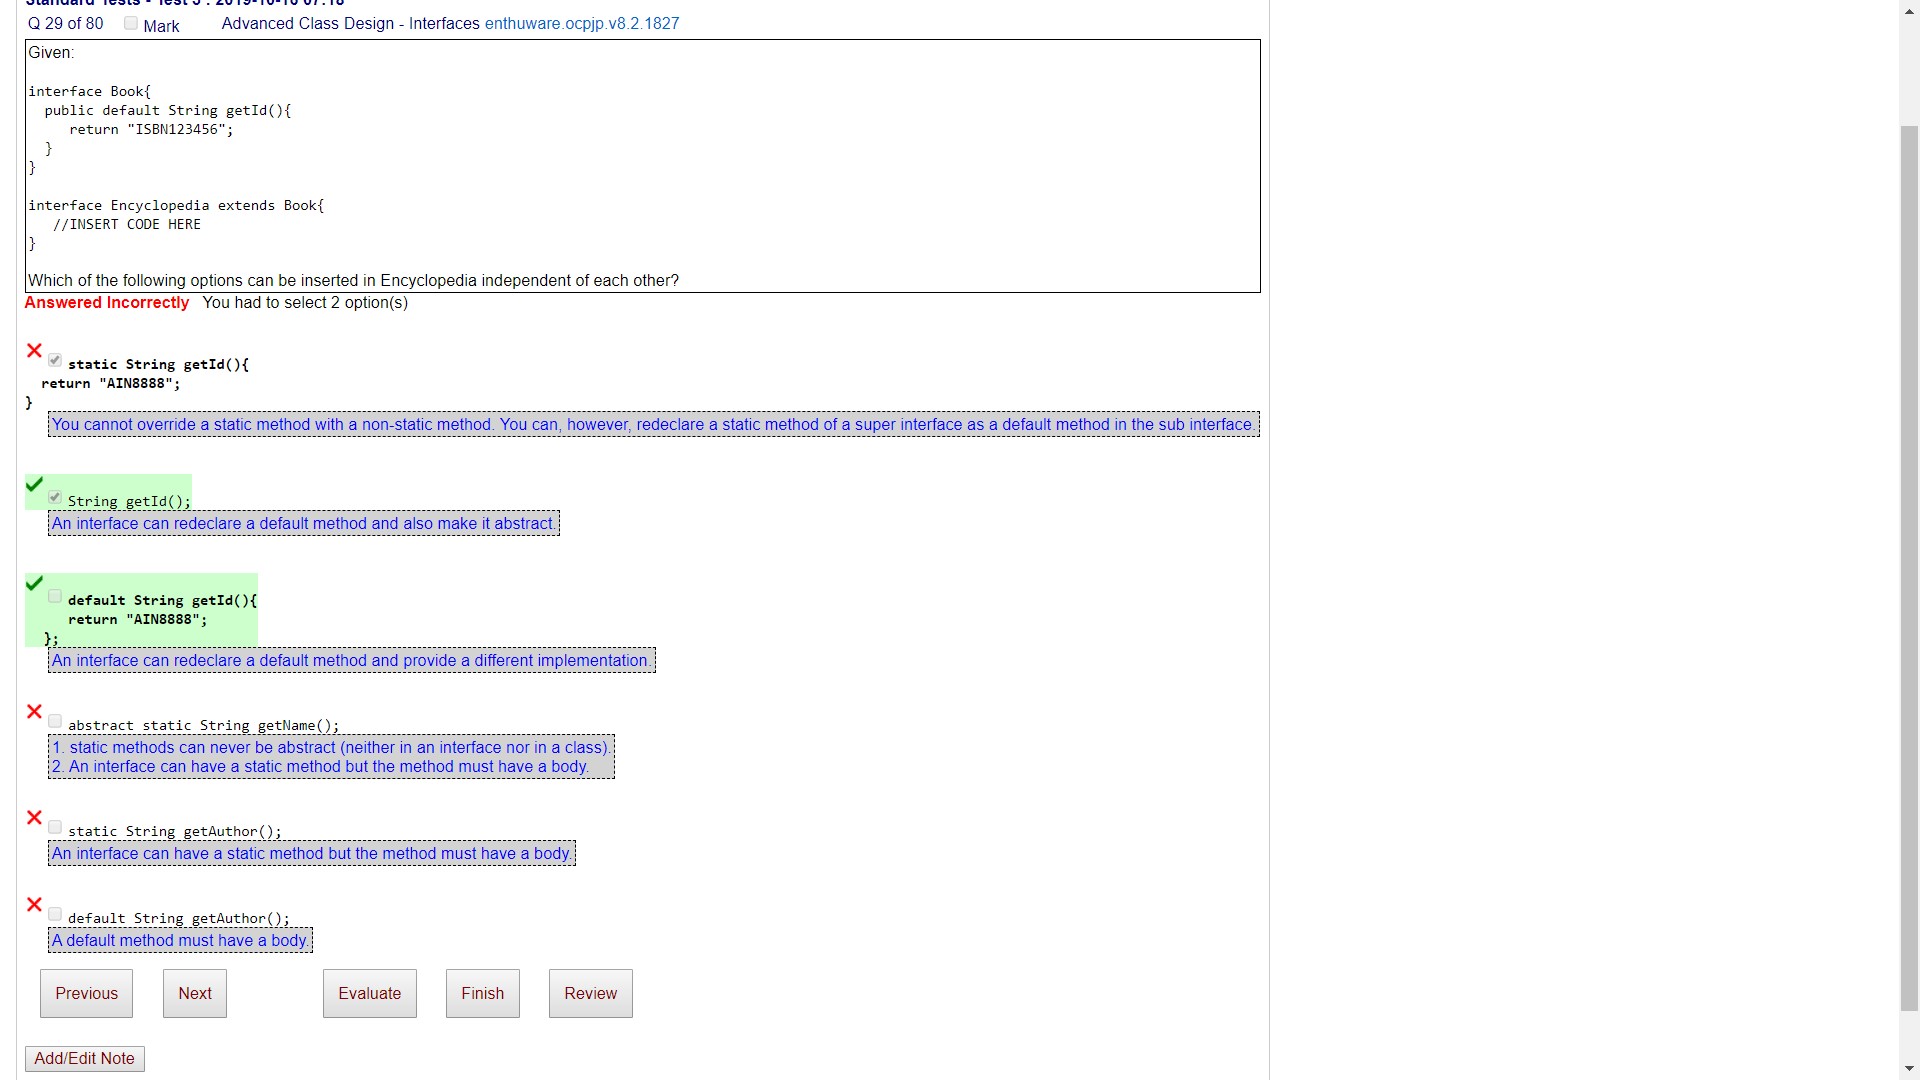 Standard Tests - Test 5 : 2019-10-16 07:18
Q 29 of 80 Mark Advanced Class Design - Interfaces enthuware.ocpjp.v8.2.1827
Given:
interface Book{
public default String getId(){
return "ISBN123456";
}
}
interface Encyclopedia extends Book{
//INSERT CODE HERE
}
Which of the following options can be inserted in Encyclopedia independent of each other?
Answered Incorrectly You had to select 2 option(s)
static String getId(){
return "AIN8888";
}
You cannot override a static method with a non-static method. You can, however, redeclare a static method of a super interface as a default method in the sub interface.
String getId();
An interface can redeclare a default method and also make it abstract.
default String getId(){
return "AIN8888";
};
An interface can redeclare a default method and provide a different implementation.
abstract static String getName();
1. static methods can never be abstract (neither in an interface nor in a class).
2. An interface can have a static method but the method must have a body.
static String getAuthor();
An interface can have a static method but the method must have a body.
default String getAuthor();
A default method must have a body.
Previous Next Evaluate Finish Review
Add/Edit Note